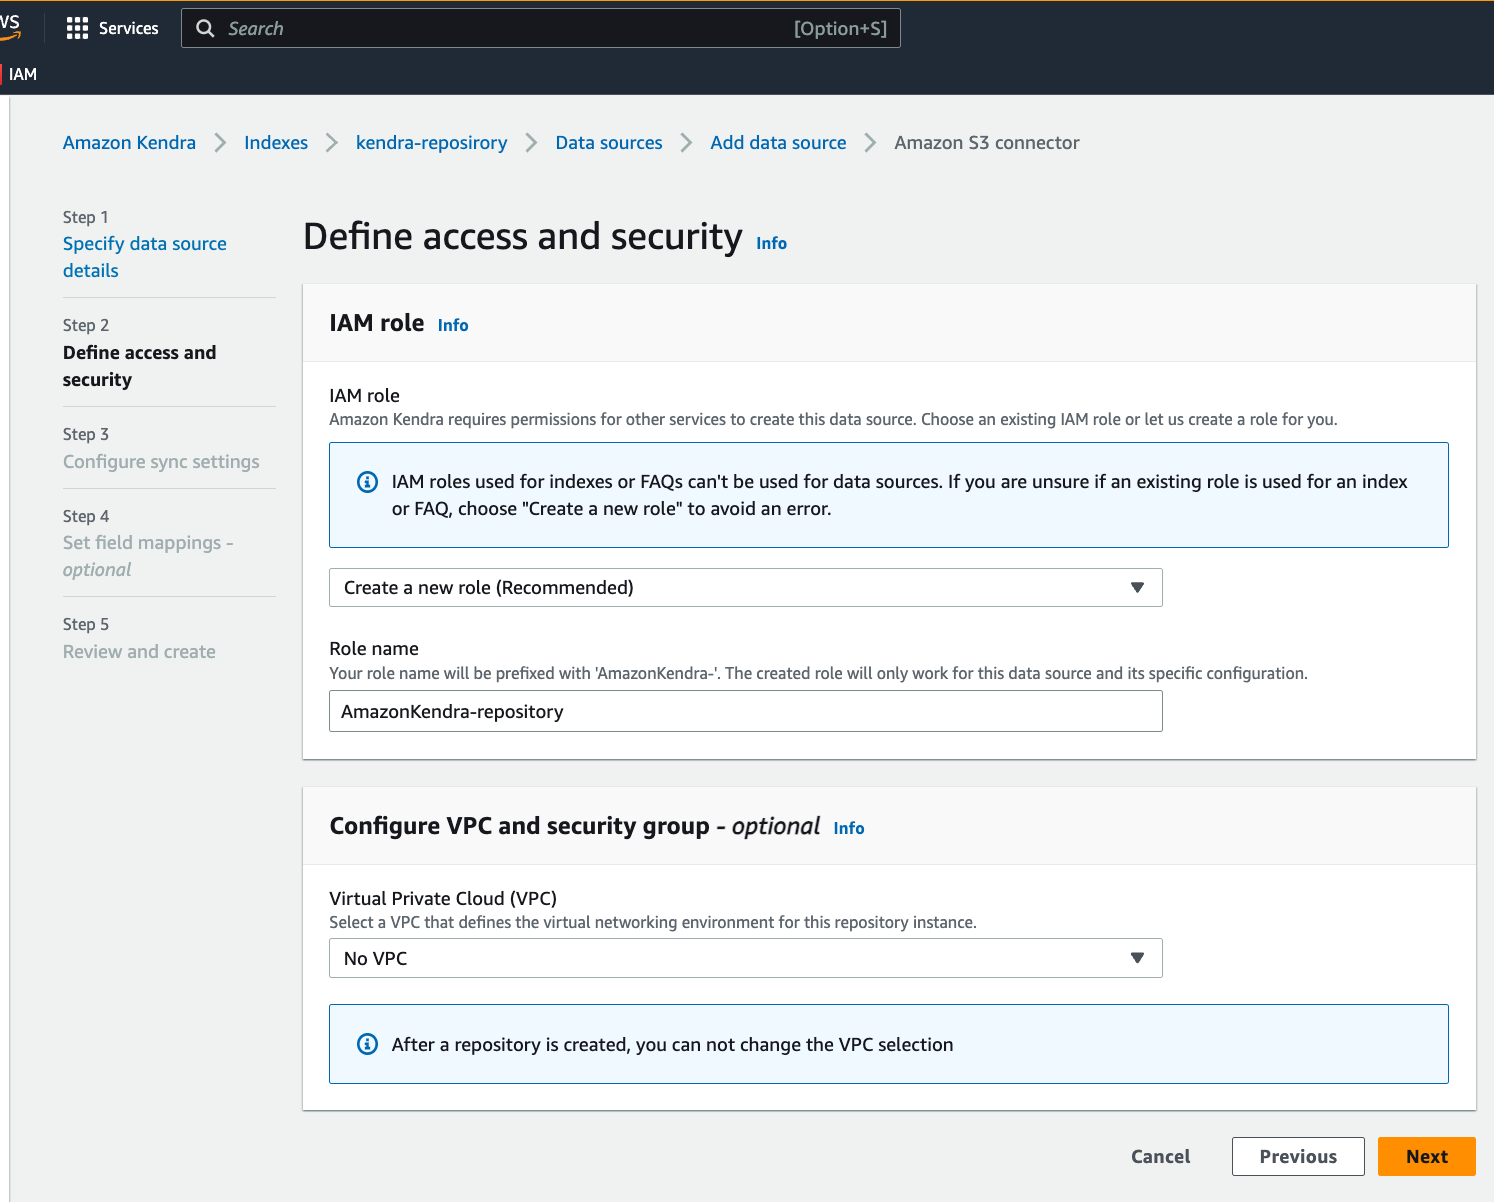 Services
Search
[Option+S]
IAM
Amazon Kendra
Indexes
kendra-reposirory
Data sources
Add data source
Amazon S3 connector
Step 1
Specify data source
details
Step 2
Define access and
security
Step 3
Configure sync settings
Step 4
Set field mappings -
optional
Step 5
Review and create
Define access and security Info
IAM role Info
IAM role
Amazon Kendra requires permissions for other services to create this data source. Choose an existing IAM role or let us create a role for you.
IAM roles used for indexes or FAQs can't be used for data sources. If you are unsure if an existing role is used for an index
or FAQ, choose "Create a new role" to avoid an error.
Create a new role (Recommended)
Role name
Your role name will be prefixed with 'AmazonKendra-'. The created role will only work for this data source and its specific configuration.
AmazonKendra-repository
Configure VPC and security group - optional Info
Virtual Private Cloud (VPC)
Select a VPC that defines the virtual networking environment for this repository instance.
No VPC
After a repository is created, you can not change the VPC selection
Cancel
Previous
Next